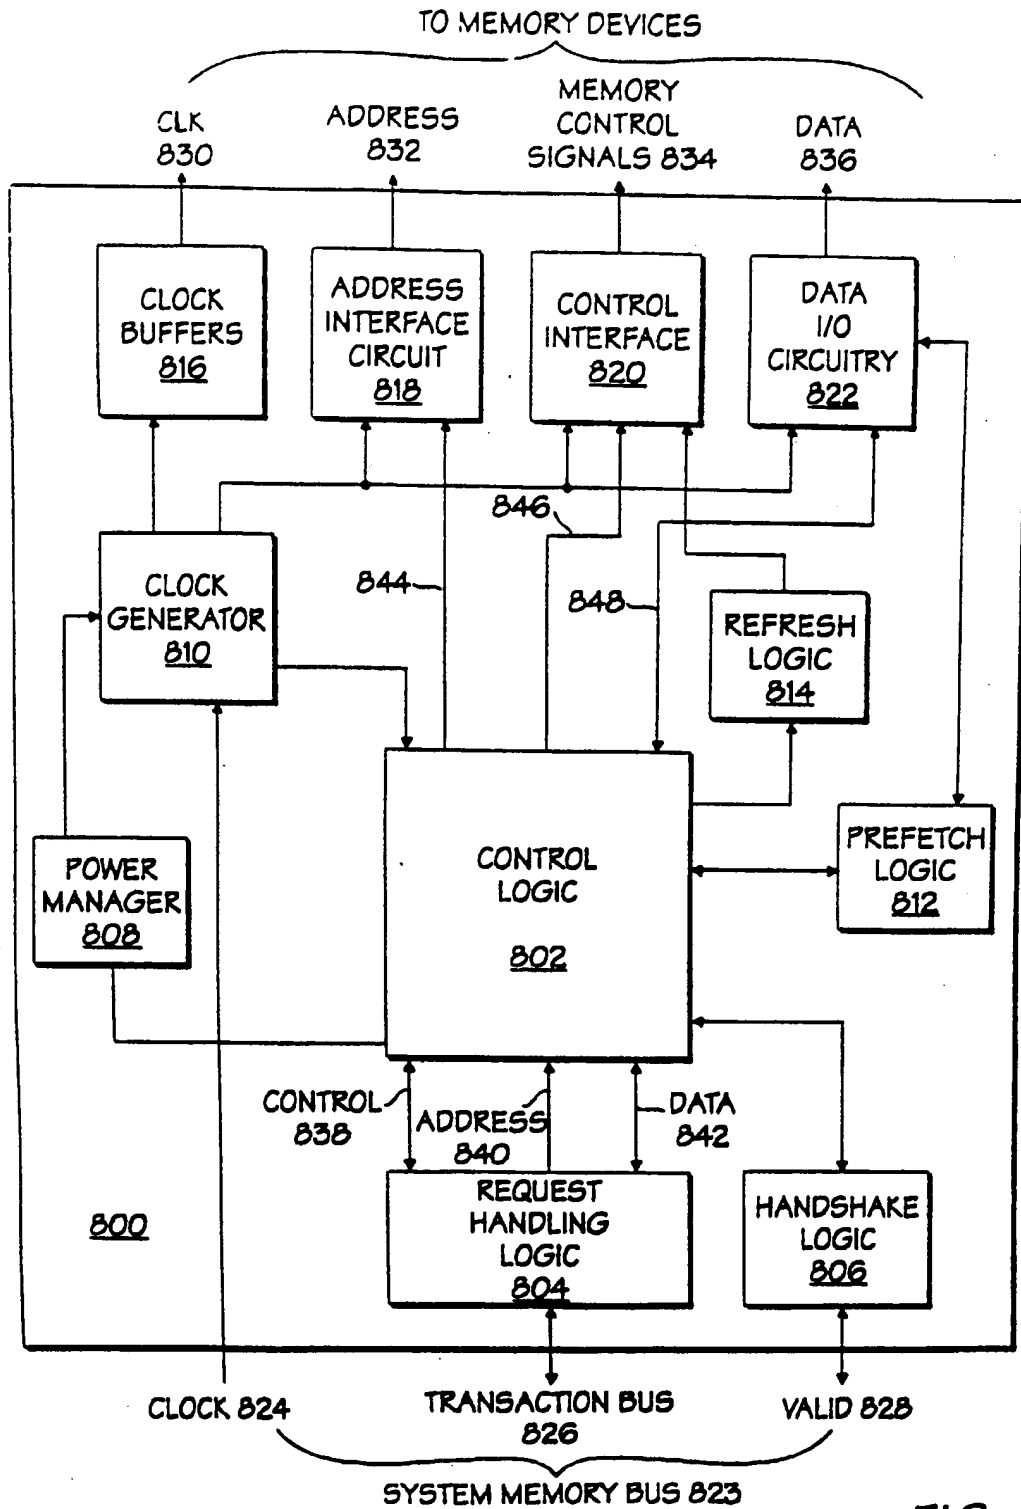 TO MEMORY DEVICES
CLK
830
ADDRESS
832
MEMORY
CONTROL
SIGNALS 834
DATA
836
CLOCK
BUFFERS
816
ADDRESS
INTERFACE
CIRCUIT
818
CONTROL
INTERFACE
820
DATA
I/O
CIRCUITRY
822
846
CLOCK
GENERATOR
810
844
848
REFRESH
LOGIC
814
POWER
MANAGER
808
CONTROL
LOGIC
802
PREFETCH
LOGIC
812
CONTROL
838
ADDRESS
840
DATA
842
800
REQUEST
HANDLING
LOGIC
804
HANDSHAKE
LOGIC
806
CLOCK 824
TRANSACTION BUS
826
VALID 828
SYSTEM MEMORY BUS 823